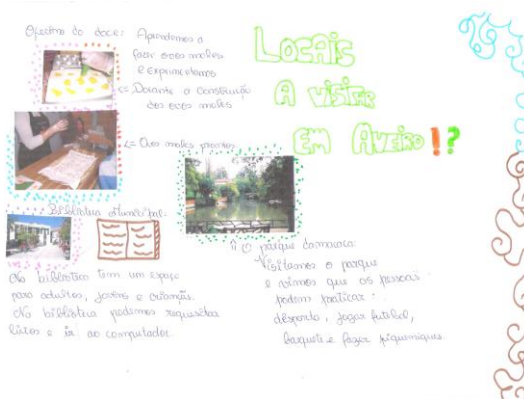 Oficina do doce: Aprendemos a
fazer ovos moles
e experimentamos
<= Durante a construção
dos ovos moles
<= Ovos moles prontos.
LOCAIS
A VISITAR
EM AVEIRO!?
Biblioteca Municipal:
Na biblioteca tem um espaço
para adultos, jovens e crianças.
Na biblioteca podemos requisitar
livros e ir ao computador.
⇑ O parque da macaca:
Visitamos o parque
e vimos que as pessoas
podem praticar:
desporto, jogar futebol,
basquete e fazer piqueniques.